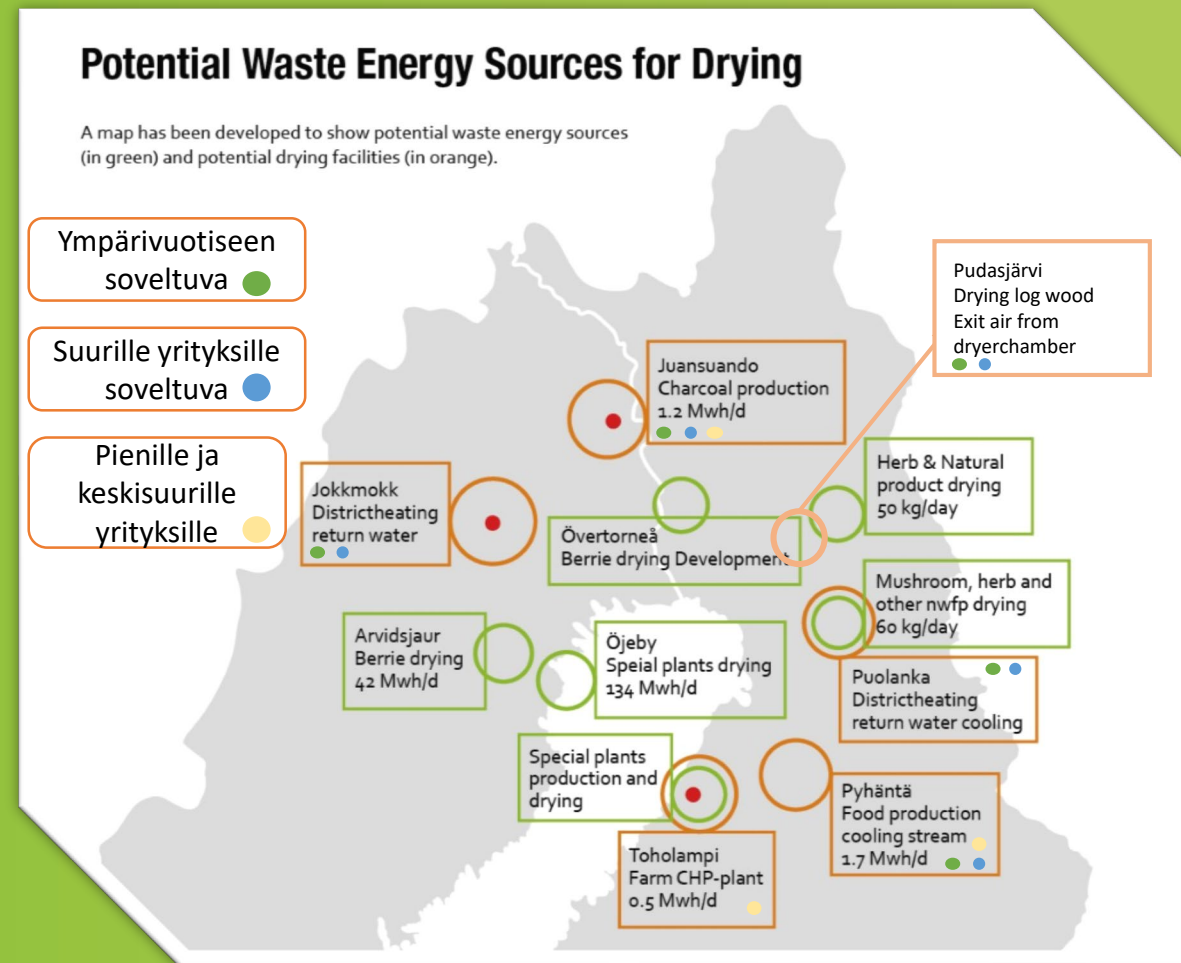 Potential Waste Energy Sources for Drying
A map has been developed to show potential waste energy sources
(in green) and potential drying facilities (in orange).
Ympärivuotiseen
soveltuva
Suurille yrityksille
soveltuva
Pienille ja
keskisuurille
yrityksille
Pudasjärvi
Drying log wood
Exit air from
dryerchamber
Juansuando
Charcoal production
1.2 Mwh/d
Herb & Natural
product drying
50 kg/day
Jokkmokk
Districtheating
return water
Övertorneå
Berrie drying Development
Mushroom, herb and
other nwfp drying
60 kg/day
Arvidsjaur
Berrie drying
42 Mwh/d
Öjeby
Speial plants drying
134 Mwh/d
Puolanka
Districtheating
return water cooling
Special plants
production and
drying
Pyhäntä
Food production
cooling stream
1.7 Mwh/d
Toholampi
Farm CHP-plant
0.5 Mwh/d